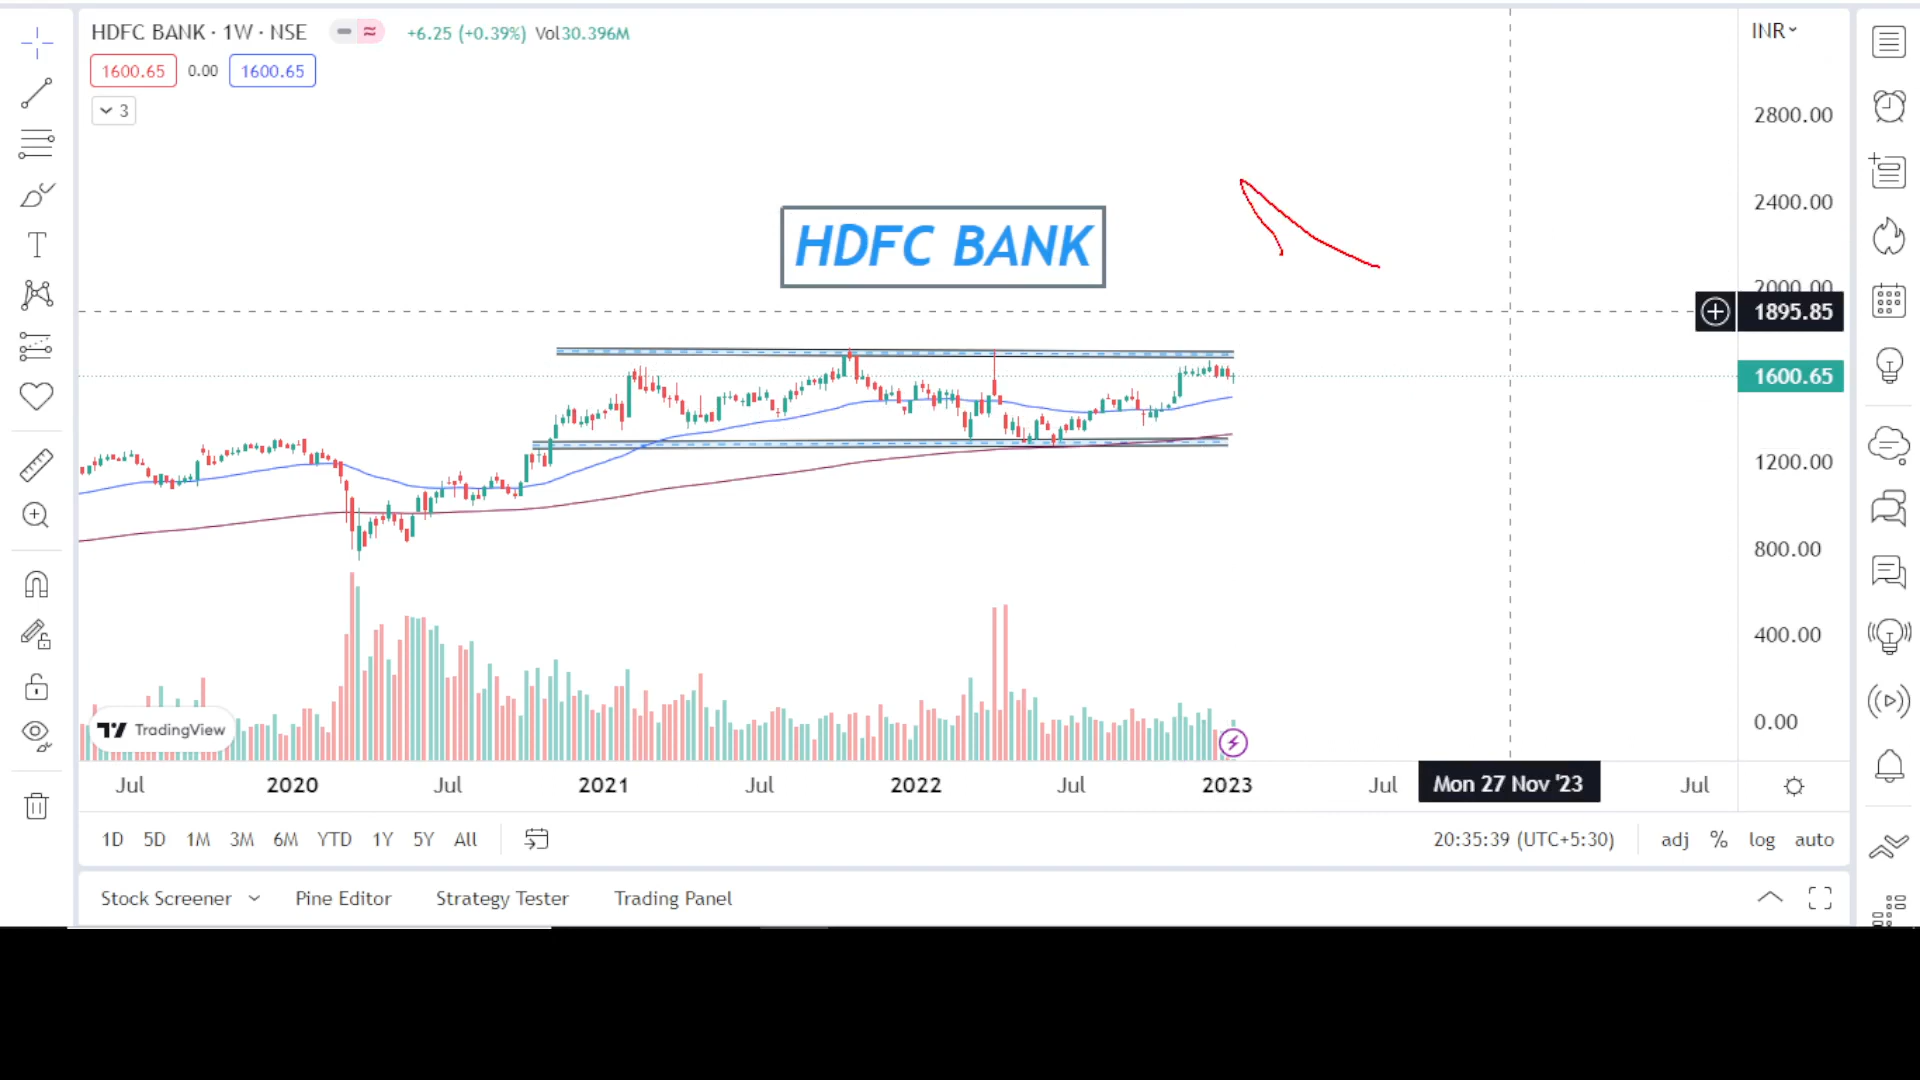 HDFC BANK · 1W · NSE +6.25 (+0.39%) Vol30.396M
1600.65 0.00 1600.65
3
INR
2800.00
2400.00
HDFC BANK
2000.00
1895.85
1600.65
1200.00
800.00
400.00
0.00
TradingView
Jul 2020 Jul 2021 Jul 2022 Jul 2023 Jul Mon 27 Nov '23 Jul
1D 5D 1M 3M 6M YTD 1Y 5Y All 20:35:39 (UTC+5:30) adj % log auto
Stock Screener Pine Editor Strategy Tester Trading Panel